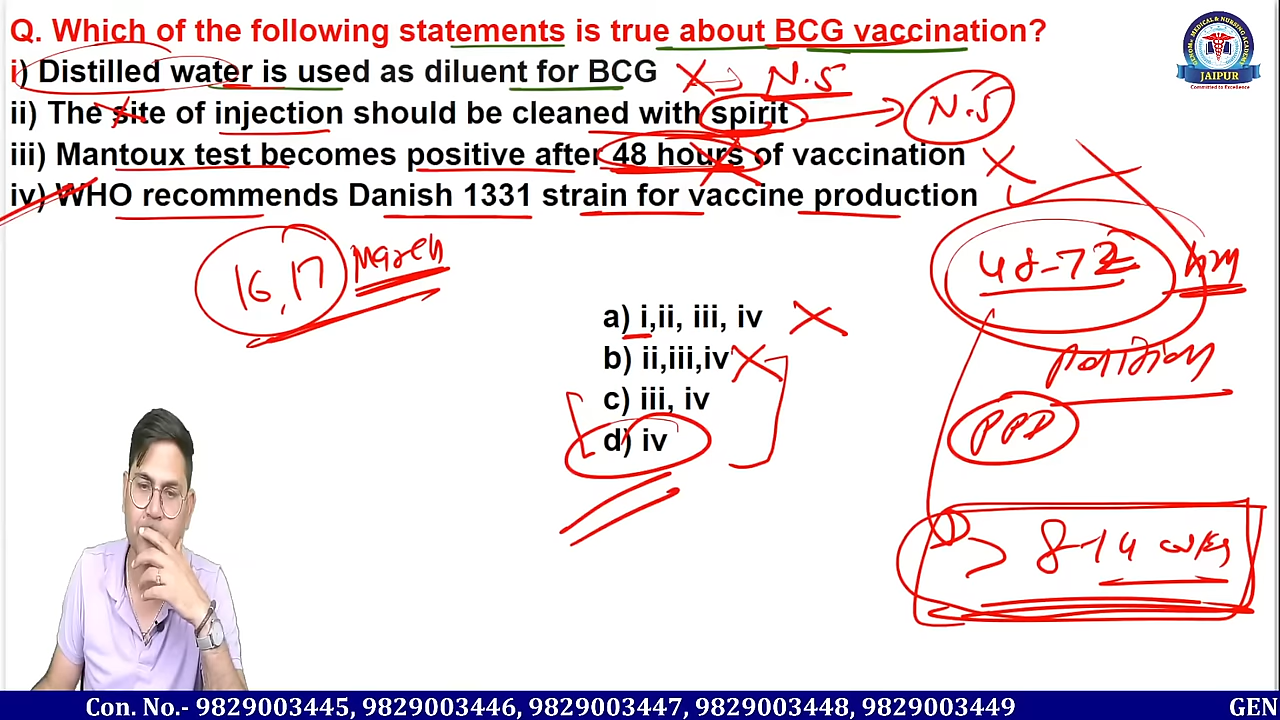 Q. Which of the following statements is true about BCG vaccination?
i) Distilled water is used as diluent for BCG
N.S
ii) The site of injection should be cleaned with spirit
N.S
iii) Mantoux test becomes positive after 48 hours of vaccination
iv) WHO recommends Danish 1331 strain for vaccine production
16,17 March
48-72
a) i,ii, iii, iv
b) ii,iii,iv
c) iii, iv
d) iv
PPD
8-14 wks
JAIPUR
Committed to Excellence
Con. No.- 9829003445, 9829003446, 9829003448, 9829003449
GEN